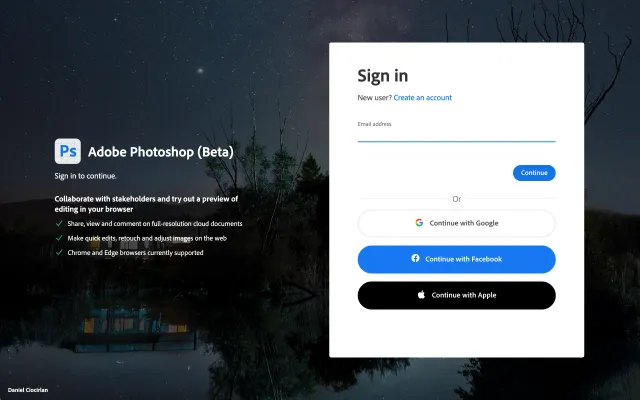 Ps Adobe Photoshop (Beta)
Sign in to continue.
Collaborate with stakeholders and try out a preview of
editing in your browser
Share, view and comment on full-resolution cloud documents
Make quick edits, retouch and adjust images on the web
Chrome and Edge browsers currently supported
Daniel Ciocirlan
Sign in
New user? Create an account
Email address
Continue
Or
Continue with Google
Continue with Facebook
Continue with Apple